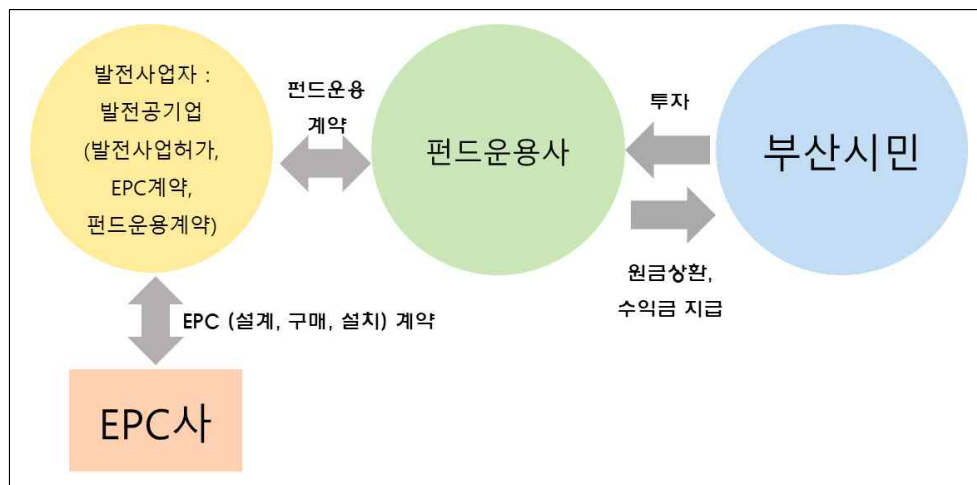 발전사업자 :
발전공기업
(발전사업허가,
EPC계약,
펀드운용계약)
펀드운용
계약
펀드운용사
투자
원금상환,
수익금 지급
부산시민
EPC (설계, 구매, 설치) 계약
EPC사